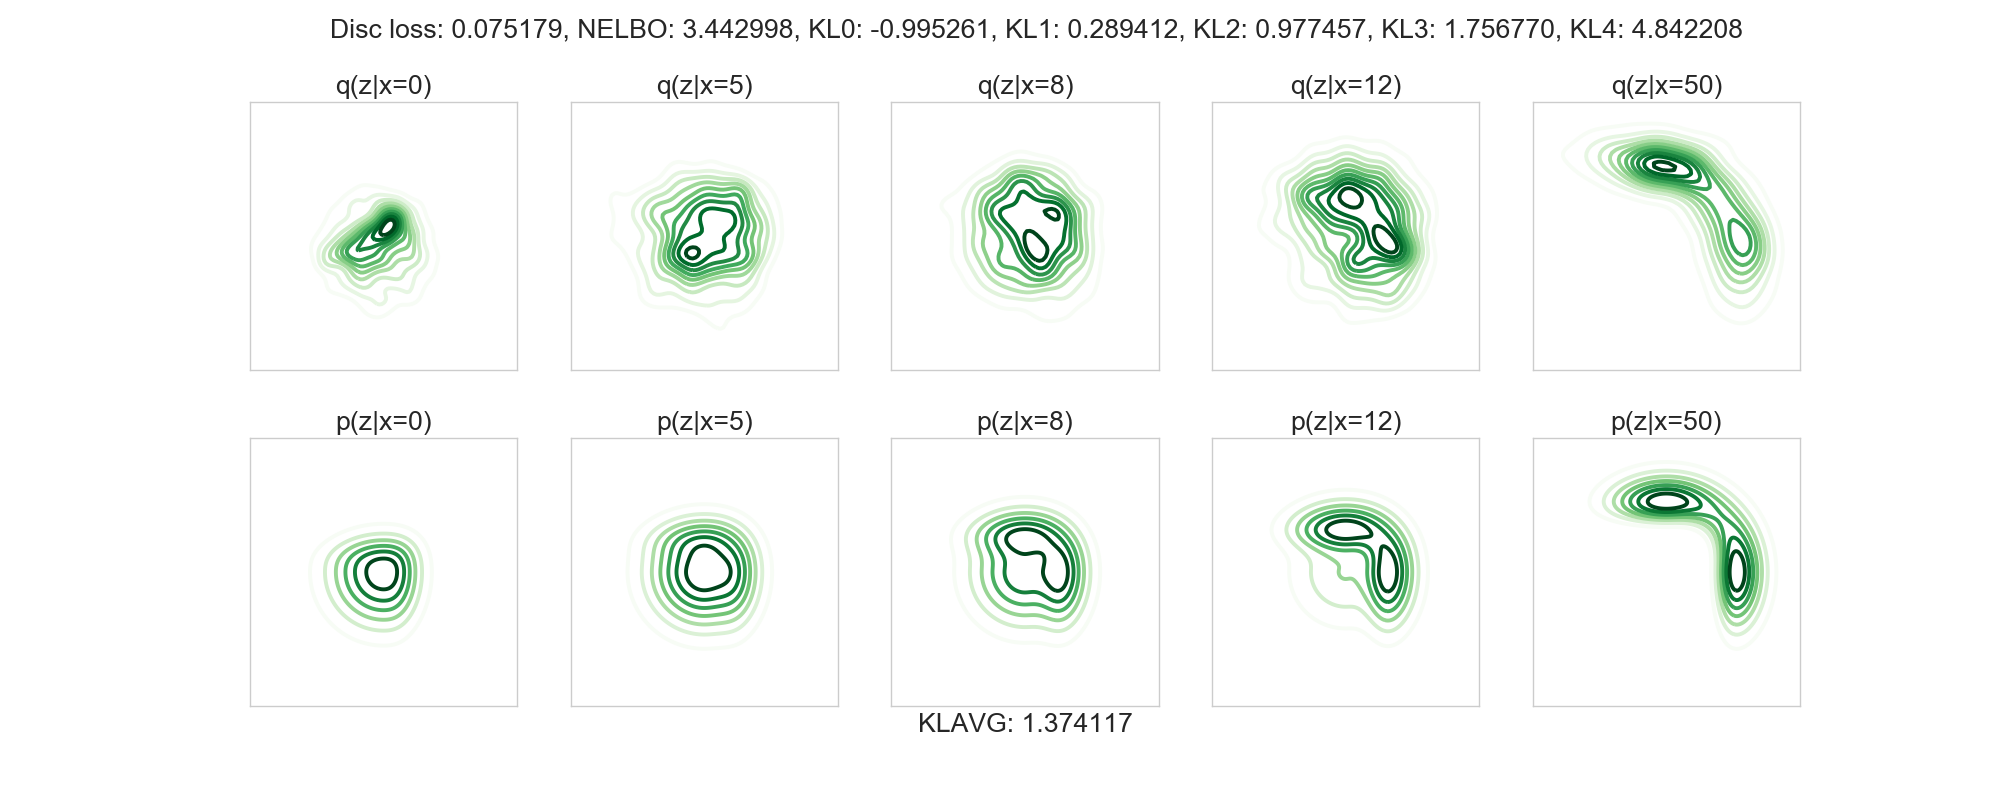 Disc loss: 0.075179, NELBO: 3.442998, KL0: -0.995261, KL1: 0.289412, KL2: 0.977457, KL3: 1.756770, KL4: 4.842208
q(z|x=0) q(z|x=5) q(z|x=8) q(z|x=12) q(z|x=50)
p(z|x=0) p(z|x=5) p(z|x=8) p(z|x=12) p(z|x=50)
KLAVG: 1.374117